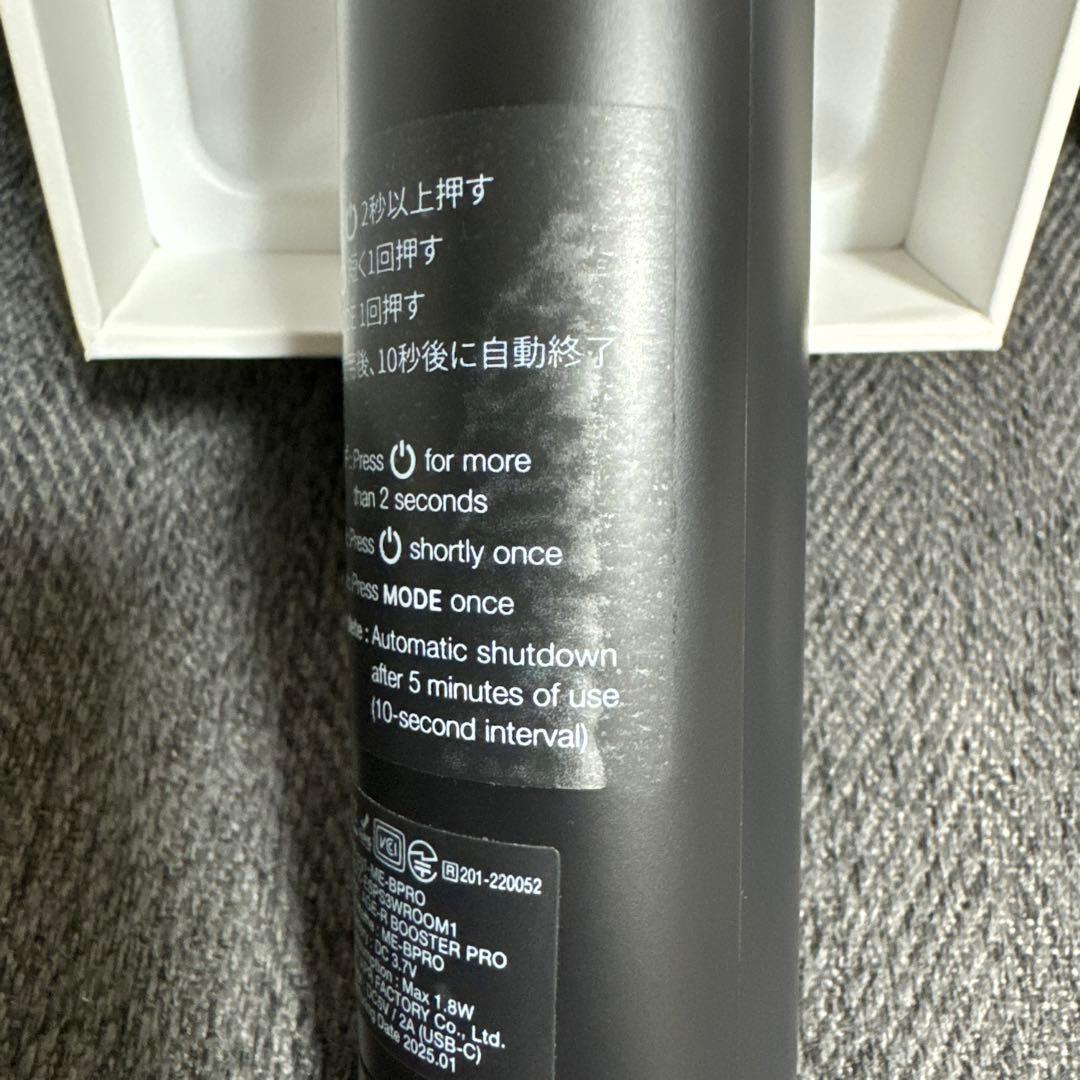 2秒以上押す
く1回押す
1回押す
後、10秒後に自動終了
Press for more
than 2 seconds
Press shortly once
Press MODE once
: Automatic shutdown
after 5 minutes of use
(10-second interval)
VCI
R 201-220052
ME-BPRO
BOOSTER PRO
: ME-BPRO
: DC 3.7V
: Max 1.8W
FACTORY Co., Ltd.
/ 2A (USB-C)
Date 2025.01